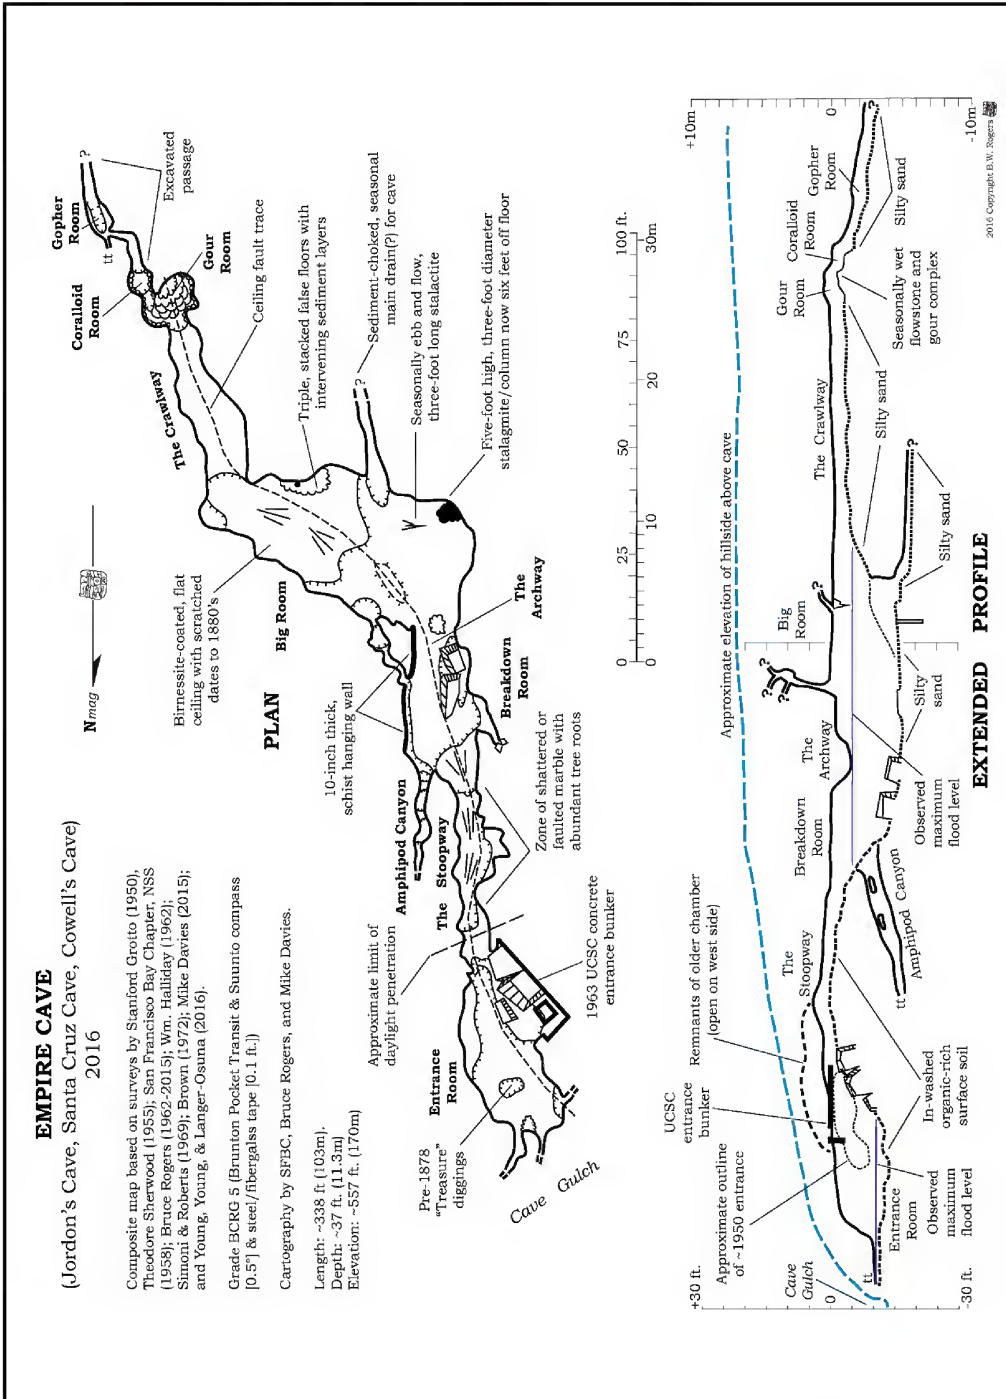 EMPIRE CAVE
(Jordon's Cave, Santa Cruz Cave, Cowell's Cave)
2016
Composite map based on surveys by Stanford Grotto (1950),
Theodore Sherwood (1955); San Francisco Bay Chapter, NSS
(1958); Bruce Rogers (1962-2015); Wm. Halliday (1962);
Simoni & Roberts (1969); Brown (1972); Mike Davies (2015);
and Young, Young, & Langer-Osuna (2016).
Grade BCRG 5 (Brunton Pocket Transit & Suunto compass
[0.5°] & steel/fibergalss tape [0.1 ft.])
Cartography by SFBC, Bruce Rogers, and Mike Davies.
Length: ~338 ft (103m).
Depth: ~37 ft. (11.3m)
Elevation: ~557 ft. (170m)
Nmag
PLAN
Birnessite-coated, flat
ceiling with scratched
dates to 1880's
Big Room
10-inch thick,
schist hanging wall
Amphipod Canyon
The Stoopway
Approximate limit of
daylight penetration
Entrance
Room
Pre-1878
"Treasure"
diggings
Cave Gulch
1963 UCSC concrete
entrance bunker
Zone of shattered or
faulted marble with
abundant tree roots
Breakdown
Room
The
Archway
Five-foot high, three-foot diameter
stalagmite/column now six feet off floor
Seasonally ebb and flow,
three-foot long stalactite
Sediment-choked, seasonal
main drain(?) for cave
?
Triple, stacked false floors with
intervening sediment layers
Ceiling fault trace
The Crawlway
Gour
Room
Coralloid
Room
Gopher
Room
tt
?
Excavated
passage
0 25 50 75 100 ft.
0 10 20 30m
+30 ft.
0
-30 ft.
Cave
Gulch
Approximate outline
of ~1950 entrance
UCSC
entrance
bunker
Remnants of older chamber
(open on west side)
Approximate elevation of hillside above cave
The
Stoopway
Breakdown
Room
The
Archway
Big
Room
The Crawlway
Gour
Room
Coralloid
Room
Gopher
Room
+10m
0
-10m
?
?
?
?
?
?
tt
Entrance
Room
Observed
maximum
flood level
In-washed
organic-rich
surface soil
tt
Amphipod Canyon
Observed
maximum
flood level
Silty
sand
Silty sand
Silty sand
Seasonally wet
flowstone and
gour complex
Silty sand
EXTENDED PROFILE
2016 Copyright B.W. Rogers